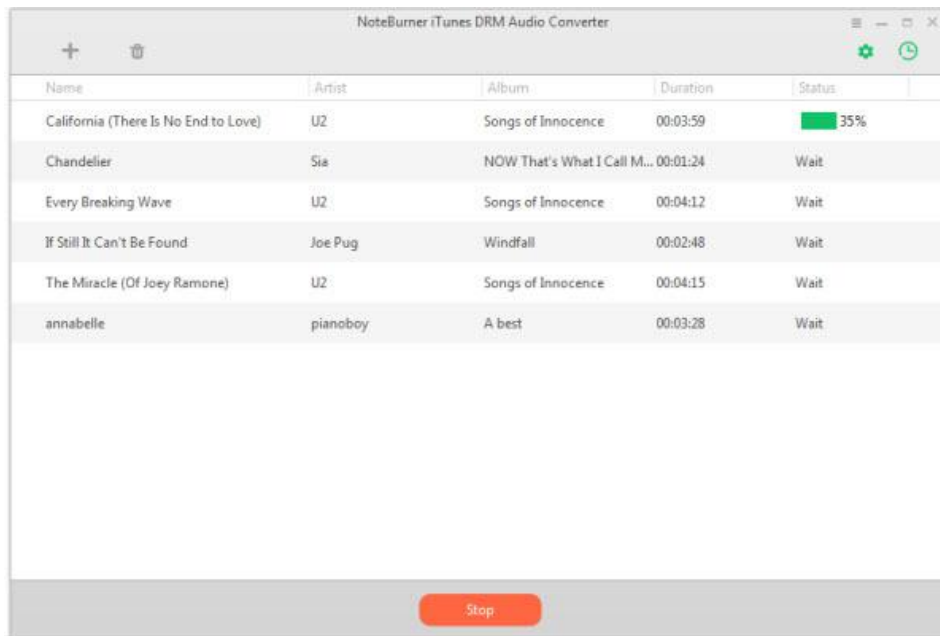 NoteBurner iTunes DRM Audio Converter
Name Artist Album Duration Status
California (There Is No End to Love) U2 Songs of Innocence 00:03:59 35%
Chandelier Sia NOW That's What I Call M... 00:01:24 Wait
Every Breaking Wave U2 Songs of Innocence 00:04:12 Wait
If Still It Can't Be Found Joe Pug Windfall 00:02:48 Wait
The Miracle (Of Joey Ramone) U2 Songs of Innocence 00:04:15 Wait
annabelle pianoboy A best 00:03:28 Wait
Stop